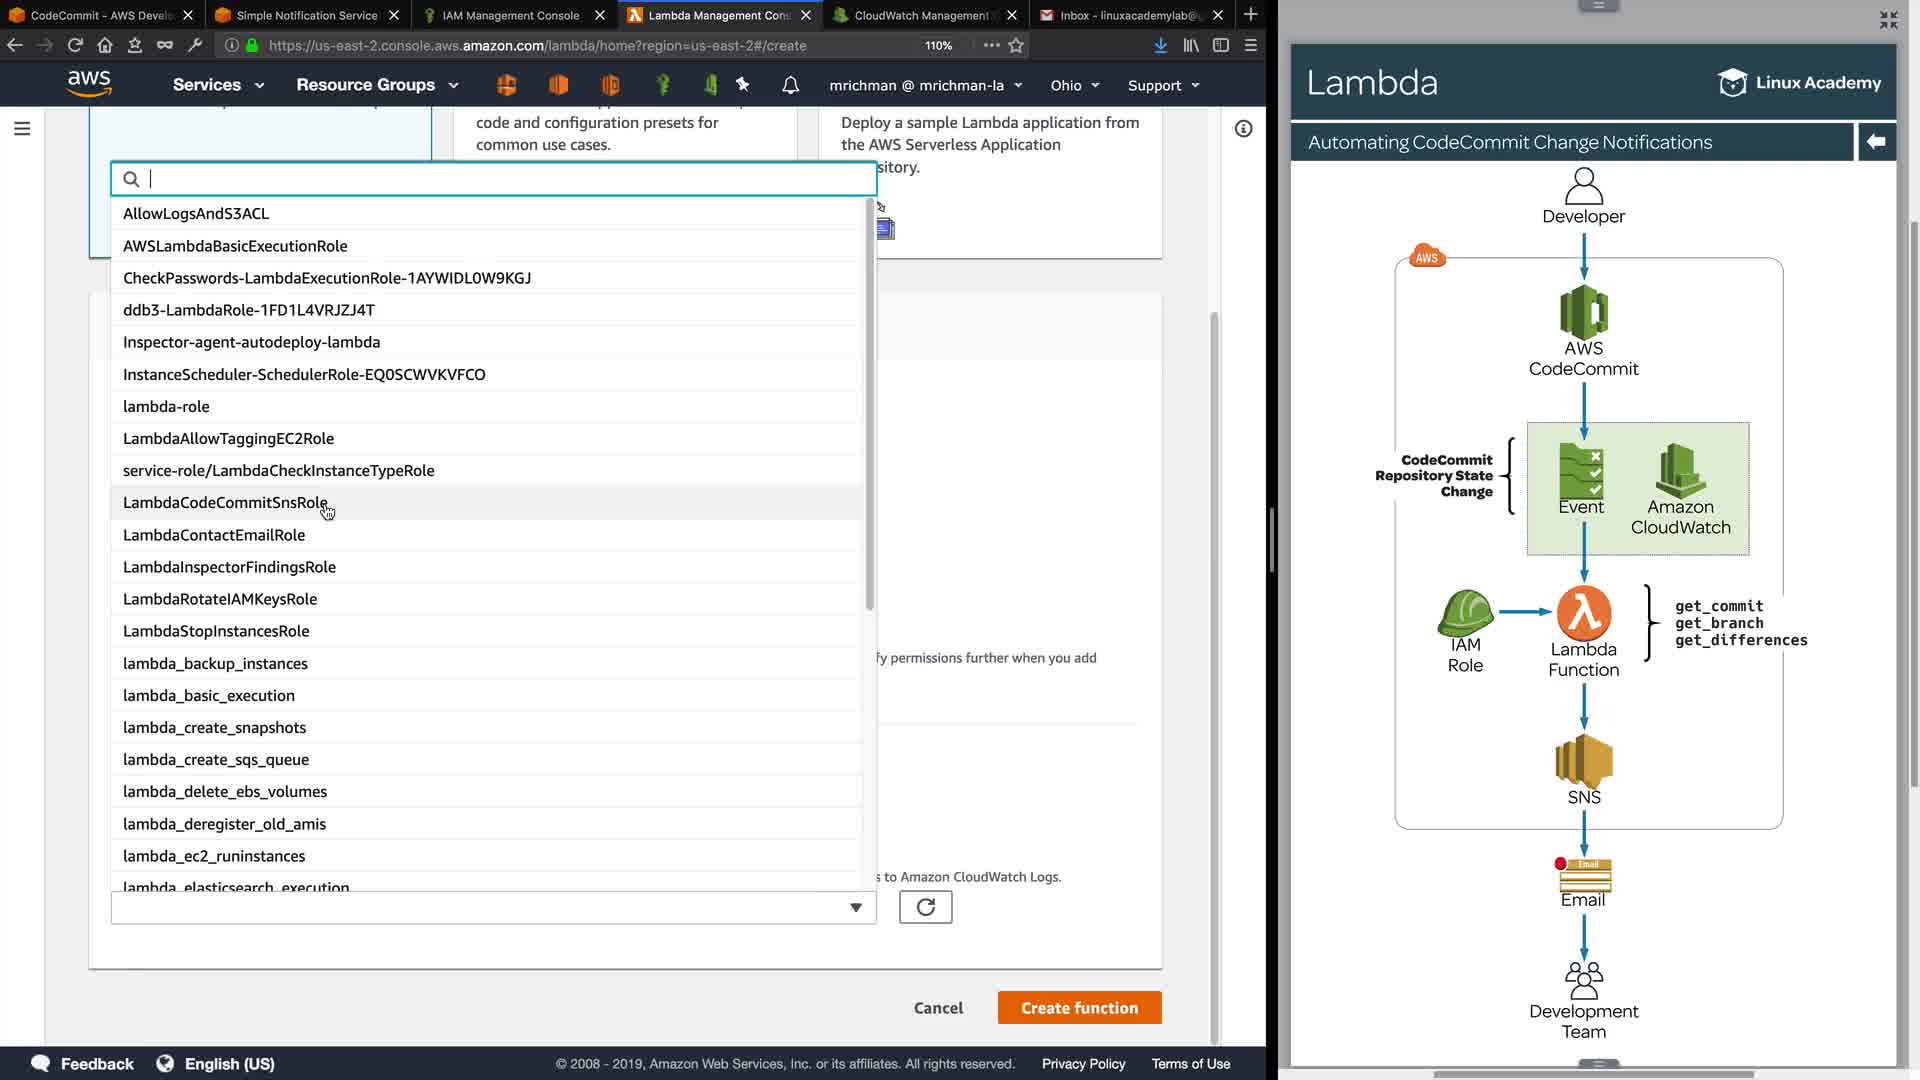 CodeCommit - AWS Develo
Simple Notification Service
IAM Management Console
Lambda Management Cons
CloudWatch Management
Inbox - linuxacademylab@g
https://us-east-2.console.aws.amazon.com/lambda/home?region=us-east-2#/create
110%
aws
Services
Resource Groups
mrichman @ mrichman-la
Ohio
Support
code and configuration presets for
common use cases.
Deploy a sample Lambda application from
the AWS Serverless Application
sitory.
AllowLogsAndS3ACL
AWSLambdaBasicExecutionRole
CheckPasswords-LambdaExecutionRole-1AYWIDL0W9KGJ
ddb3-LambdaRole-1FD1L4VRJZJ4T
Inspector-agent-autodeploy-lambda
InstanceScheduler-SchedulerRole-EQ0SCWVKVFCO
lambda-role
LambdaAllowTaggingEC2Role
service-role/LambdaCheckInstanceTypeRole
LambdaCodeCommitSnsRole
LambdaContactEmailRole
LambdaInspectorFindingsRole
LambdaRotateIAMKeysRole
LambdaStopInstancesRole
lambda_backup_instances
lambda_basic_execution
lambda_create_snapshots
lambda_create_sqs_queue
lambda_delete_ebs_volumes
lambda_deregister_old_amis
lambda_ec2_runinstances
lambda_elasticsearch_execution
fy permissions further when you add
s to Amazon CloudWatch Logs.
Cancel
Create function
Feedback
English (US)
© 2008 - 2019, Amazon Web Services, Inc. or its affiliates. All rights reserved.
Privacy Policy
Terms of Use
Lambda
Linux Academy
Automating CodeCommit Change Notifications
Developer
AWS
AWS
CodeCommit
CodeCommit
Repository State
Change
Event
Amazon
CloudWatch
IAM
Role
Lambda
Function
get_commit
get_branch
get_differences
SNS
Email
Email
Development
Team